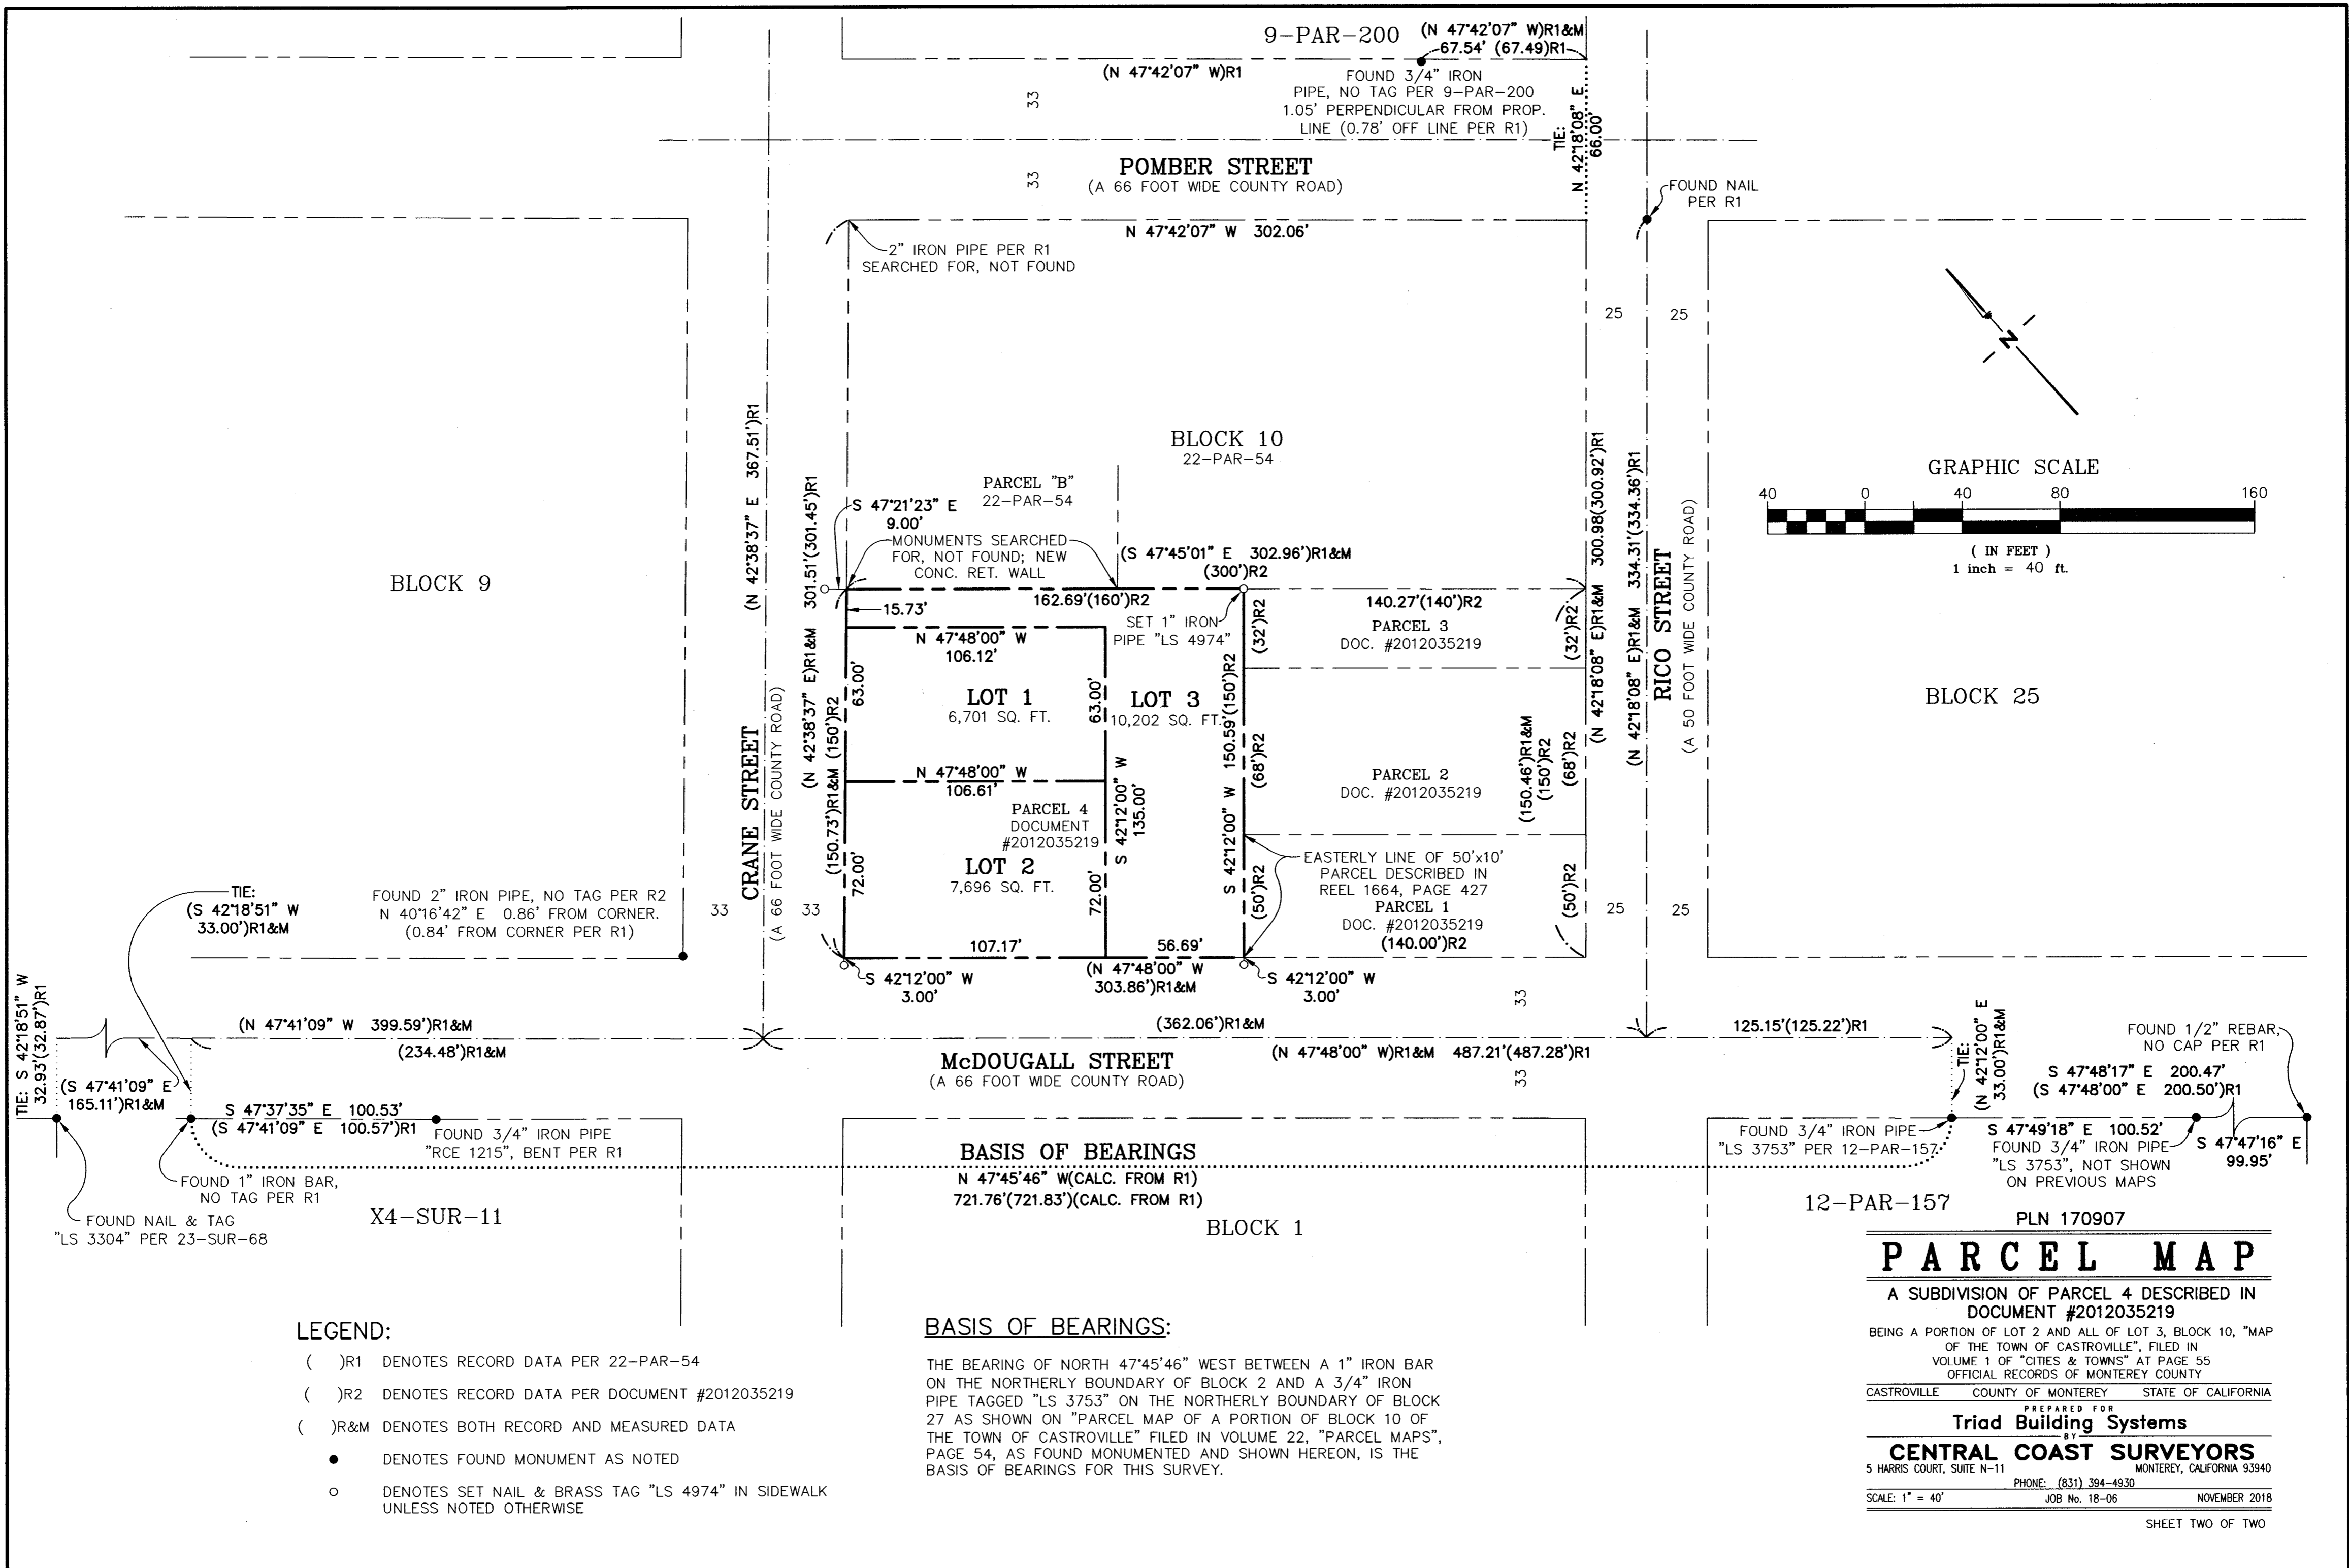 9-PAR-200
(N 47°42'07" W)R1&M
67.54' (67.49)R1
(N 47°42'07" W)R1
FOUND 3/4" IRON
PIPE, NO TAG PER 9-PAR-200
1.05' PERPENDICULAR FROM PROP.
LINE (0.78' OFF LINE PER R1)
TIE:
N 42°18'08" E
66.00'
33
33
POMBER STREET
(A 66 FOOT WIDE COUNTY ROAD)
FOUND NAIL
PER R1
N 47°42'07" W 302.06'
2" IRON PIPE PER R1
SEARCHED FOR, NOT FOUND
25
25
BLOCK 10
22-PAR-54
(N 42°38'37" E 367.51')R1
301.51'(301.45')R1
(N 42°38'37" E)R1&M
(150.73')R1&M (150')R2
PARCEL "B"
22-PAR-54
S 47°21'23" E
9.00'
MONUMENTS SEARCHED
FOR, NOT FOUND; NEW
CONC. RET. WALL
(S 47°45'01" E 302.96')R1&M
(300')R2
BLOCK 9
15.73'
162.69'(160')R2
140.27'(140')R2
SET 1" IRON
PIPE "LS 4974"
(32')R2
PARCEL 3
DOC. #2012035219
(32')R2
N 47°48'00" W
106.12'
63.00'
LOT 1
6,701 SQ. FT.
63.00'
LOT 3
10,202 SQ. FT.
S 42°12'00" W 150.59'(150')R2
(68')R2
N 47°48'00" W
106.61'
PARCEL 4
DOCUMENT
#2012035219
S 42°12'00" W
135.00'
PARCEL 2
DOC. #2012035219
(150.46')R1&M
(150')R2
(68')R2
(N 42°18'08" E)R1&M 300.98(300.92')R1
(N 42°18'08" E)R1&M 334.31'(334.36')R1
RICO STREET
(A 50 FOOT WIDE COUNTY ROAD)
BLOCK 25
N
GRAPHIC SCALE
40 0 40 80 160
( IN FEET )
1 inch = 40 ft.
CRANE STREET
(A 66 FOOT WIDE COUNTY ROAD)
33
33
72.00'
LOT 2
7,696 SQ. FT.
72.00'
(50')R2
EASTERLY LINE OF 50'x10'
PARCEL DESCRIBED IN
REEL 1664, PAGE 427
PARCEL 1
DOC. #2012035219
(140.00')R2
(50')R2
25
25
TIE:
(S 42°18'51" W
33.00')R1&M
FOUND 2" IRON PIPE, NO TAG PER R2
N 40°16'42" E 0.86' FROM CORNER.
(0.84' FROM CORNER PER R1)
107.17'
56.69'
S 42°12'00" W
3.00'
(N 47°48'00" W
303.86')R1&M
S 42°12'00" W
3.00'
33
TIE: S 42°18'51" W
32.93'(32.87')R1
(N 47°41'09" W 399.59')R1&M
(234.48')R1&M
(362.06')R1&M
125.15'(125.22')R1
(S 47°41'09" E
165.11')R1&M
McDOUGALL STREET
(A 66 FOOT WIDE COUNTY ROAD)
(N 47°48'00" W)R1&M 487.21'(487.28')R1
33
TIE:
(N 42°12'00" E
33.00')R1&M
FOUND 1/2" REBAR,
NO CAP PER R1
S 47°48'17" E 200.47'
(S 47°48'00" E 200.50')R1
S 47°37'35" E 100.53'
(S 47°41'09" E 100.57')R1
FOUND 3/4" IRON PIPE
"RCE 1215", BENT PER R1
FOUND 1" IRON BAR,
NO TAG PER R1
FOUND NAIL & TAG
"LS 3304" PER 23-SUR-68
X4-SUR-11
BASIS OF BEARINGS
N 47°45'46" W(CALC. FROM R1)
721.76'(721.83')(CALC. FROM R1)
BLOCK 1
FOUND 3/4" IRON PIPE
"LS 3753" PER 12-PAR-157
S 47°49'18" E 100.52'
FOUND 3/4" IRON PIPE
"LS 3753", NOT SHOWN
ON PREVIOUS MAPS
S 47°47'16" E
99.95'
12-PAR-157
LEGEND:
( )R1 DENOTES RECORD DATA PER 22-PAR-54
( )R2 DENOTES RECORD DATA PER DOCUMENT #2012035219
( )R&M DENOTES BOTH RECORD AND MEASURED DATA
● DENOTES FOUND MONUMENT AS NOTED
○ DENOTES SET NAIL & BRASS TAG "LS 4974" IN SIDEWALK
UNLESS NOTED OTHERWISE
BASIS OF BEARINGS:
THE BEARING OF NORTH 47°45'46" WEST BETWEEN A 1" IRON BAR
ON THE NORTHERLY BOUNDARY OF BLOCK 2 AND A 3/4" IRON
PIPE TAGGED "LS 3753" ON THE NORTHERLY BOUNDARY OF BLOCK
27 AS SHOWN ON "PARCEL MAP OF A PORTION OF BLOCK 10 OF
THE TOWN OF CASTROVILLE" FILED IN VOLUME 22, "PARCEL MAPS",
PAGE 54, AS FOUND MONUMENTED AND SHOWN HEREON, IS THE
BASIS OF BEARINGS FOR THIS SURVEY.
PLN 170907
PARCEL MAP
A SUBDIVISION OF PARCEL 4 DESCRIBED IN
DOCUMENT #2012035219
BEING A PORTION OF LOT 2 AND ALL OF LOT 3, BLOCK 10, "MAP
OF THE TOWN OF CASTROVILLE", FILED IN
VOLUME 1 OF "CITIES & TOWNS" AT PAGE 55
OFFICIAL RECORDS OF MONTEREY COUNTY
CASTROVILLE COUNTY OF MONTEREY STATE OF CALIFORNIA
PREPARED FOR
Triad Building Systems
BY
CENTRAL COAST SURVEYORS
5 HARRIS COURT, SUITE N-11 MONTEREY, CALIFORNIA 93940
PHONE: (831) 394-4930
SCALE: 1" = 40' JOB No. 18-06 NOVEMBER 2018
SHEET TWO OF TWO